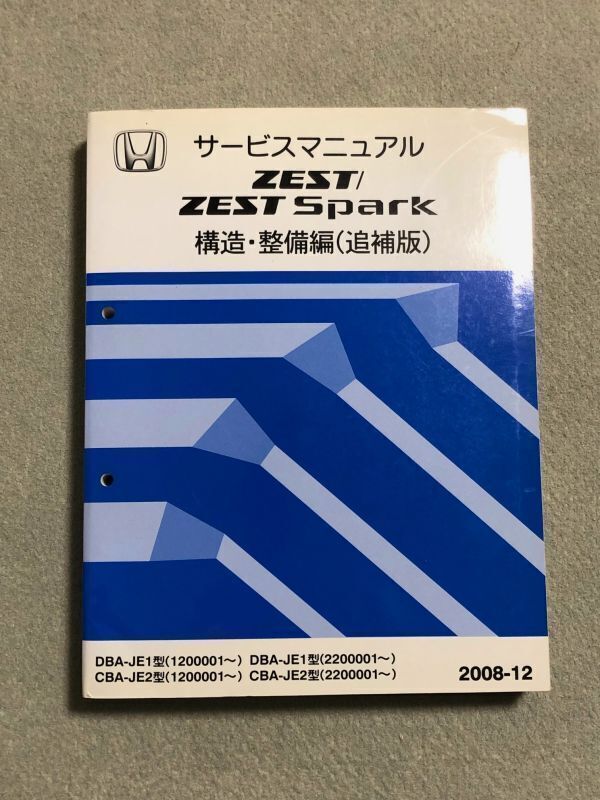 サービスマニュアル
ZEST/
ZEST Spark
構造・整備編(追補版)
DBA-JE1型(1200001～) DBA-JE1型(2200001～)
CBA-JE2型(1200001～) CBA-JE2型(2200001～)
2008-12